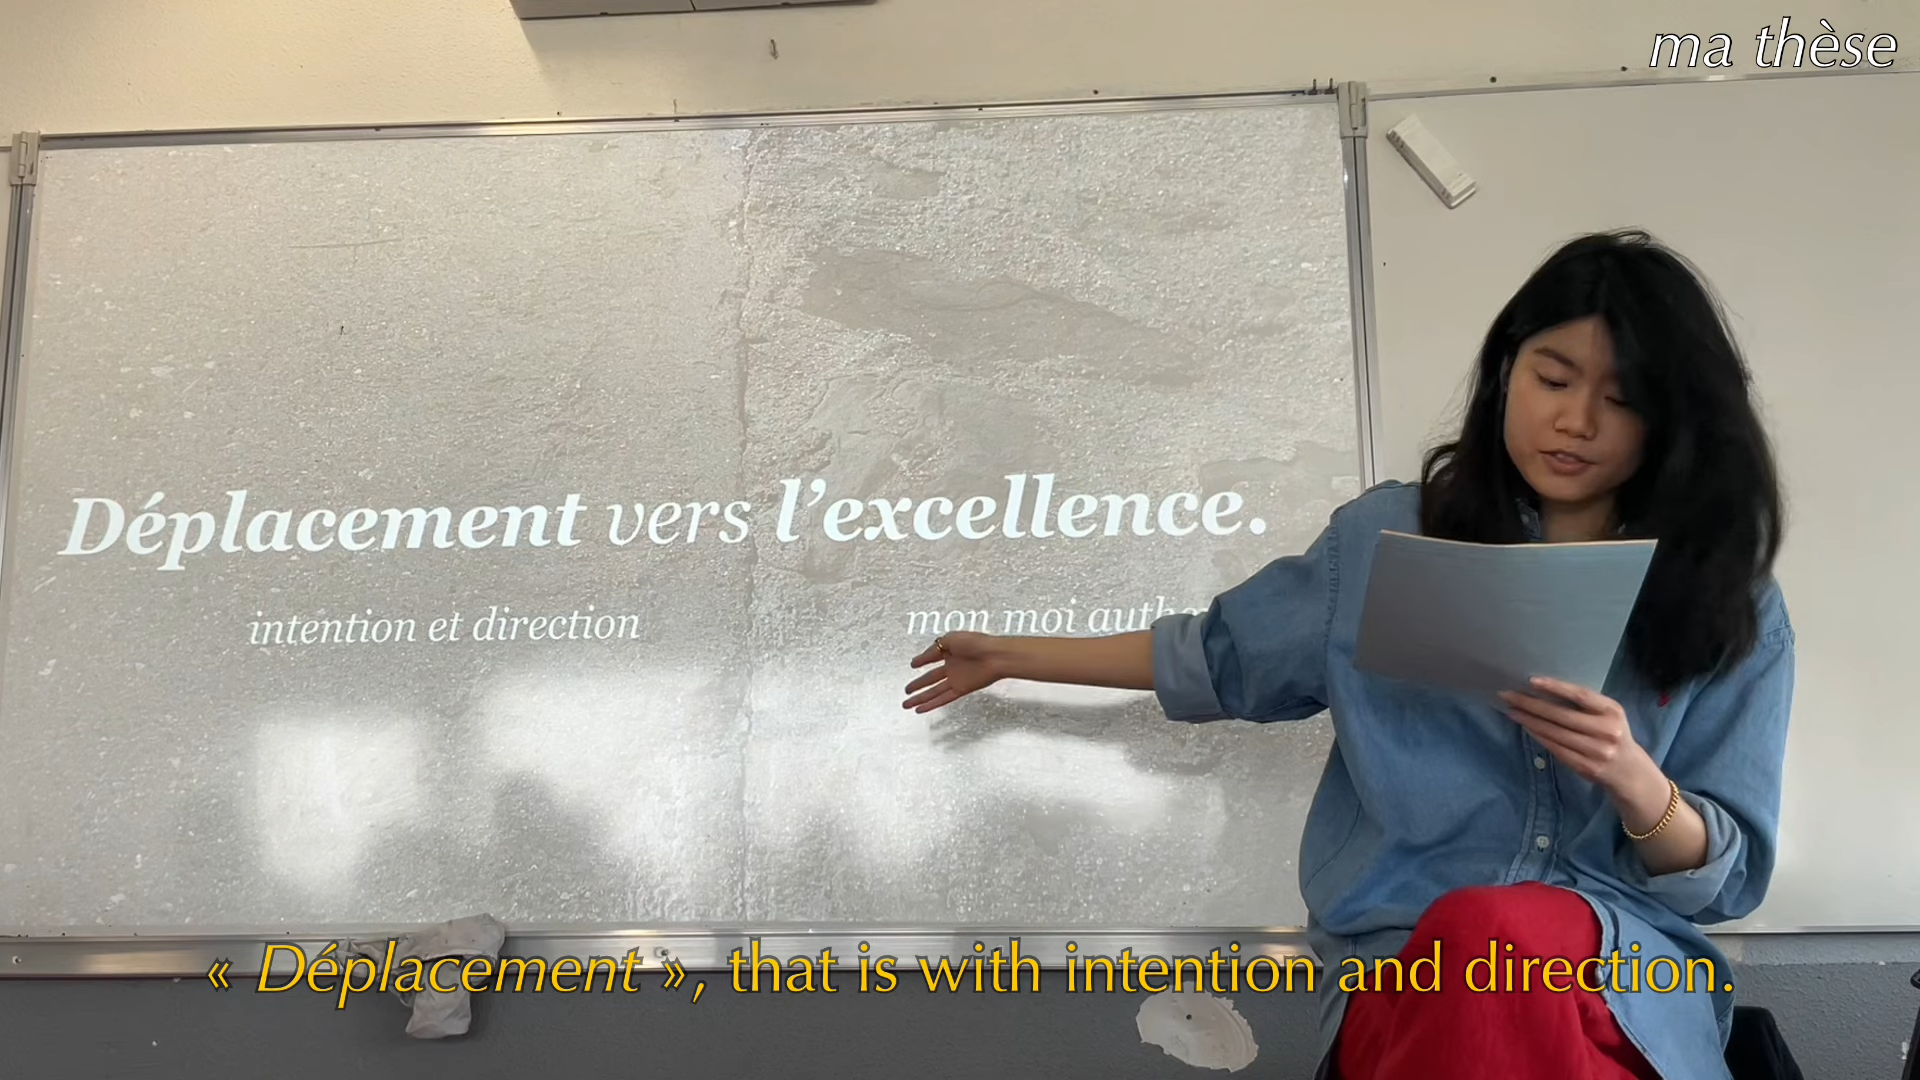 ma thèse
Déplacement vers l’excellence.
intention et direction
mon moi
« Déplacement », that is with intention and direction.